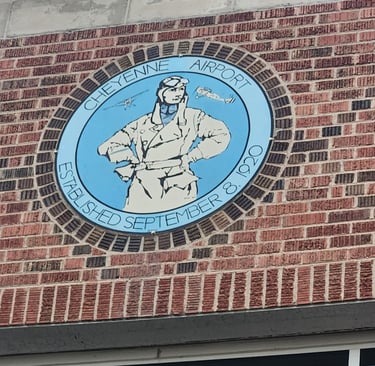 CHEYENNE AIRPORT
ESTABLISHED SEPTEMBER 8, 1920